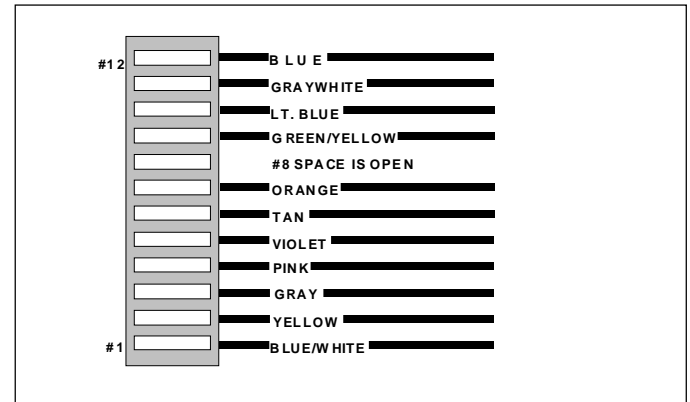 #12 BLUE
GRAYWHITE
LT. BLUE
GREEN/YELLOW
#8 SPACE IS OPEN
ORANGE
TAN
VIOLET
PINK
GRAY
YELLOW
#1 BLUE/WHITE